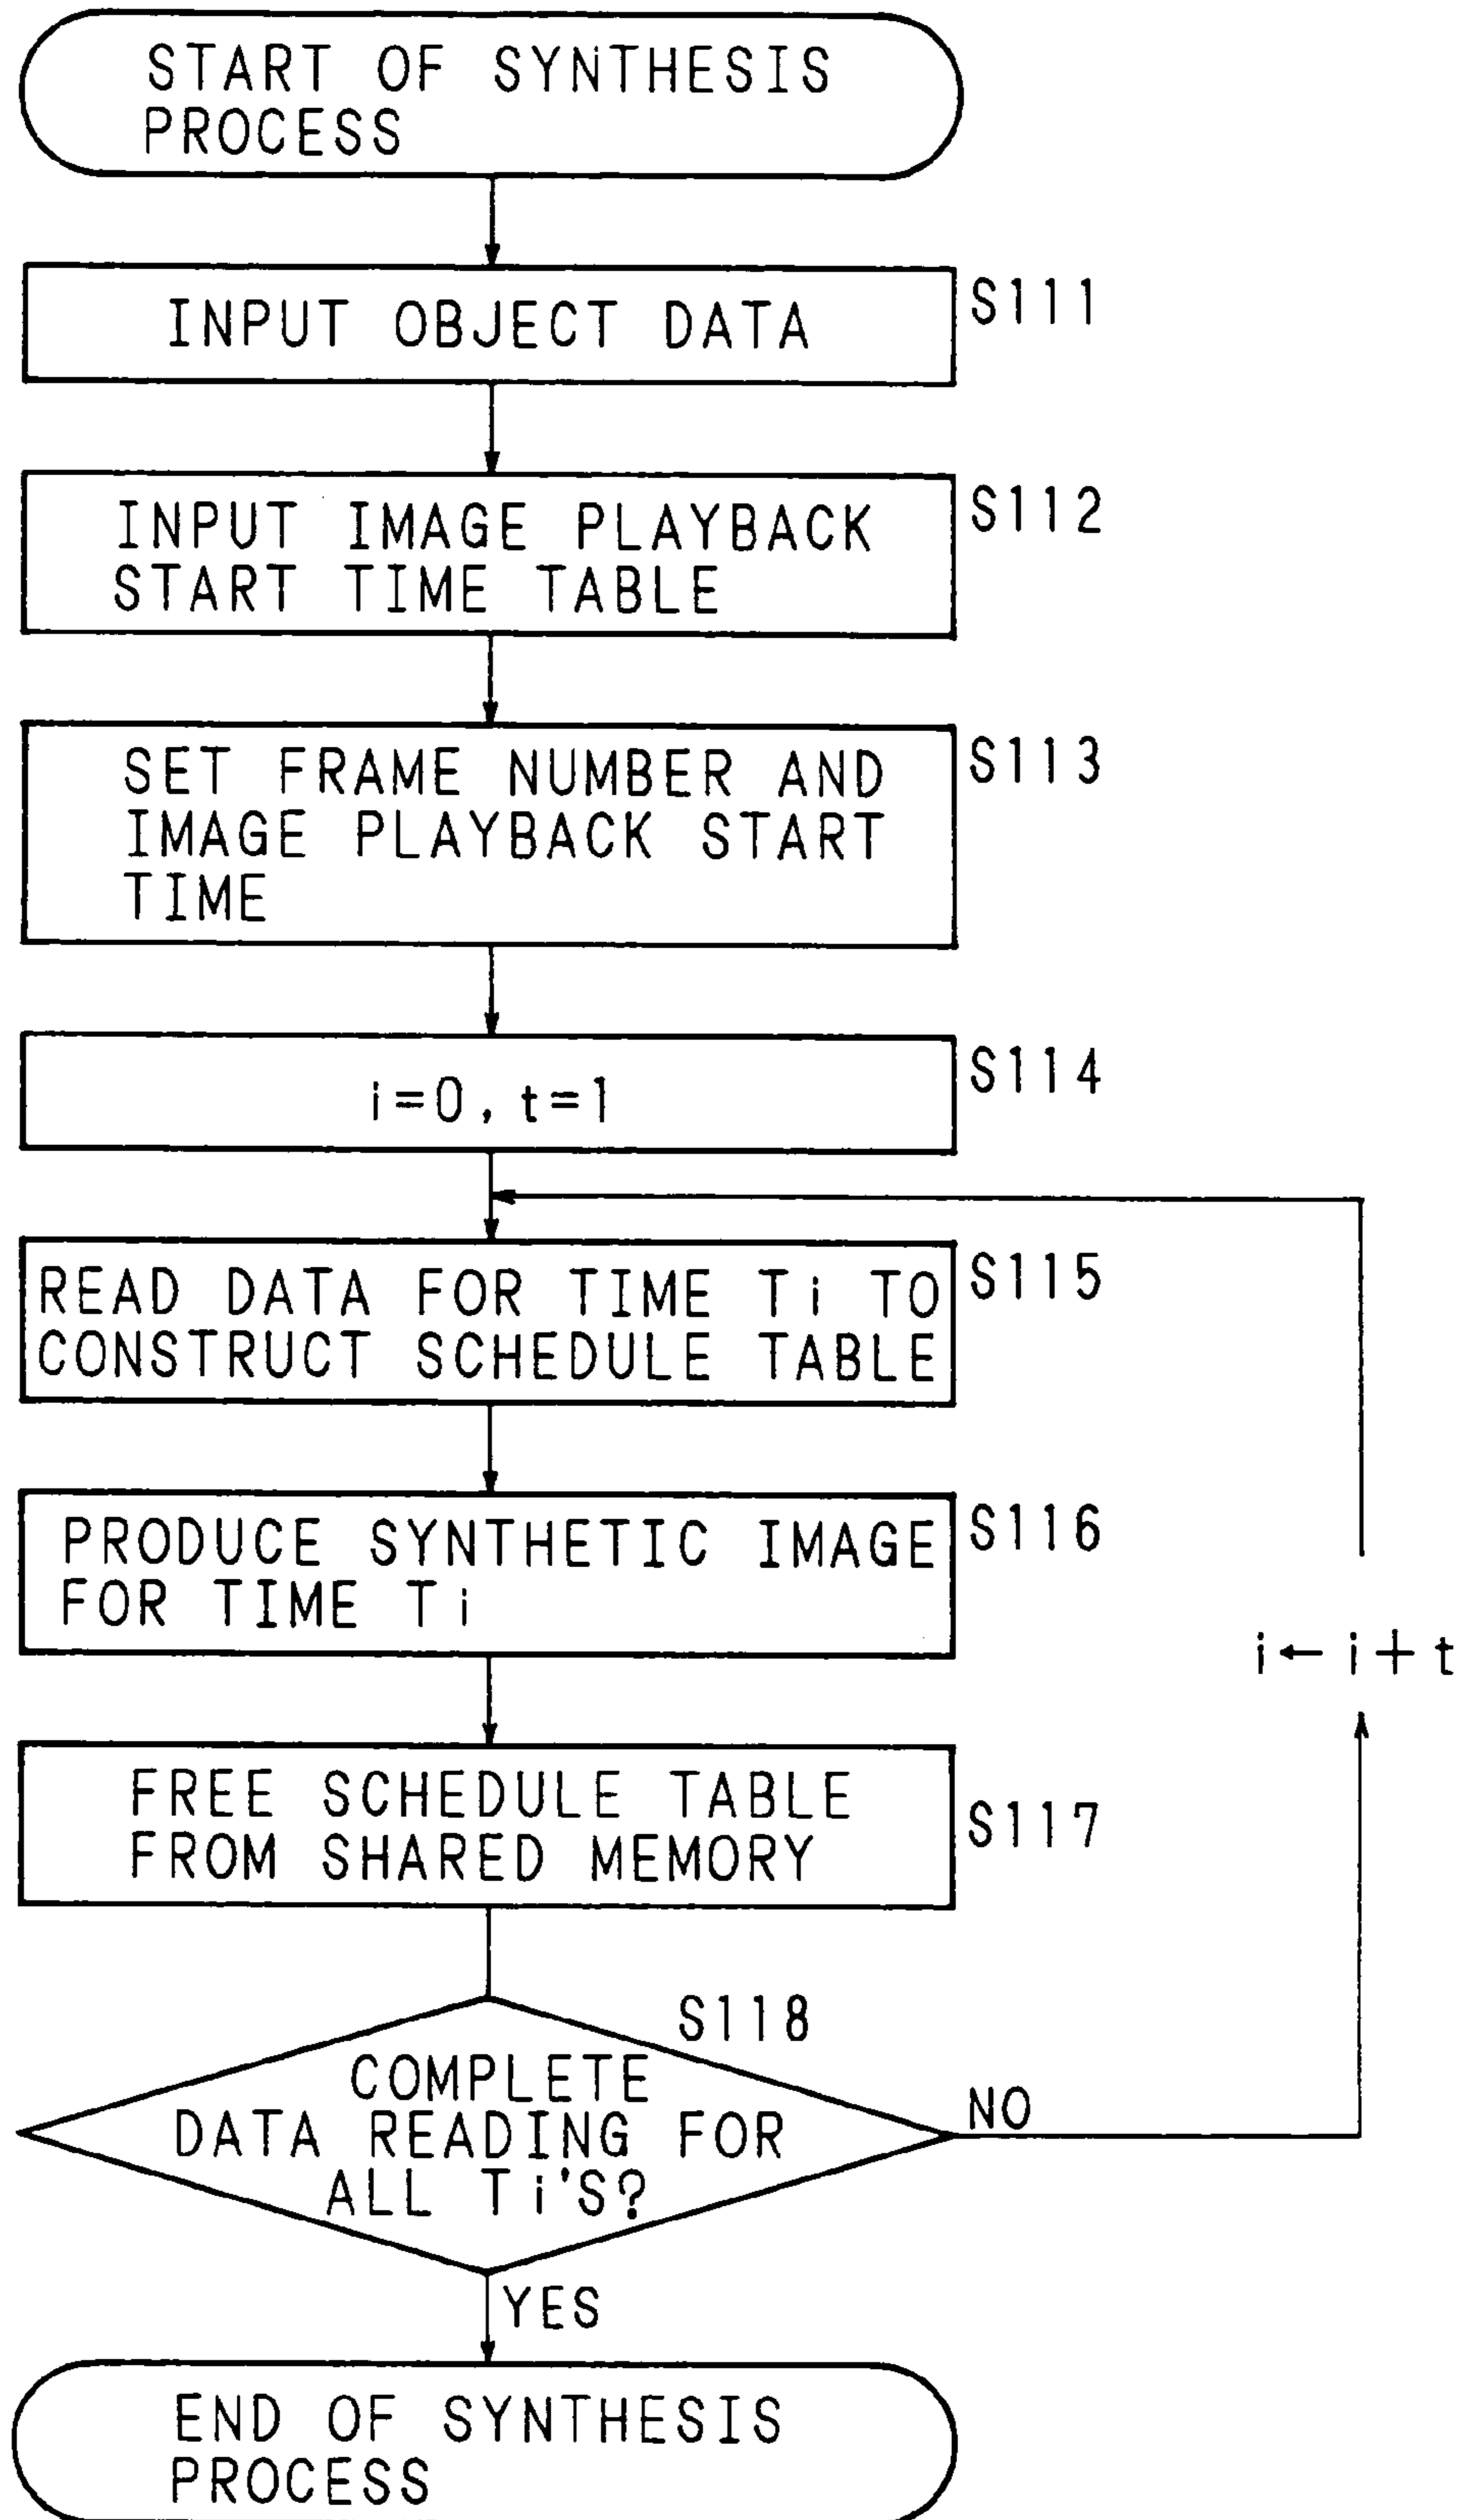 START OF SYNTHESIS
PROCESS
INPUT OBJECT DATA
S111
INPUT IMAGE PLAYBACK
START TIME TABLE
S112
SET FRAME NUMBER AND
IMAGE PLAYBACK START
TIME
S113
i=0, t=1
S114
READ DATA FOR TIME Ti TO
CONSTRUCT SCHEDULE TABLE
S115
PRODUCE SYNTHETIC IMAGE
FOR TIME Ti
S116
i← i+t
FREE SCHEDULE TABLE
FROM SHARED MEMORY
S117
S118
COMPLETE
DATA READING FOR
ALL Ti'S?
NO
YES
END OF SYNTHESIS
PROCESS